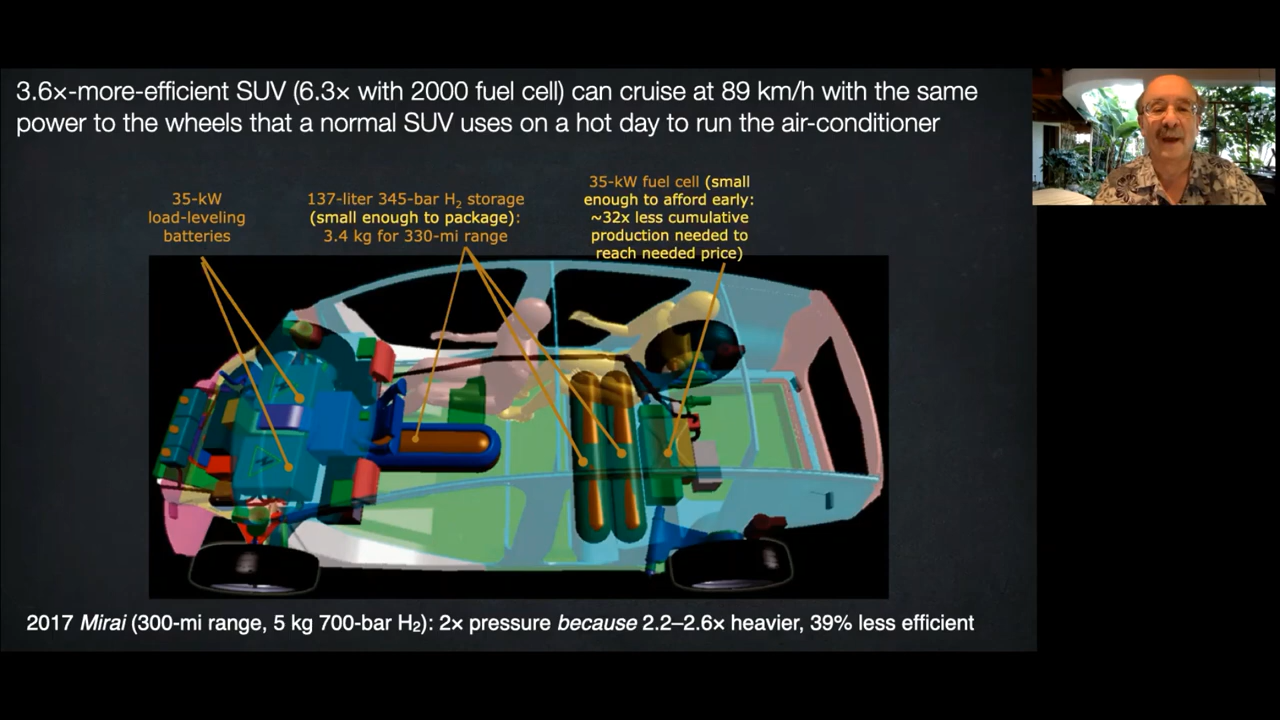 3.6×-more-efficient SUV (6.3× with 2000 fuel cell) can cruise at 89 km/h with the same
power to the wheels that a normal SUV uses on a hot day to run the air-conditioner
35-kW
load-leveling
batteries
137-liter 345-bar H₂ storage
(small enough to package):
3.4 kg for 330-mi range
35-kW fuel cell (small
enough to afford early:
~32x less cumulative
production needed to
reach needed price)
2017 Mirai (300-mi range, 5 kg 700-bar H₂): 2× pressure because 2.2–2.6× heavier, 39% less efficient